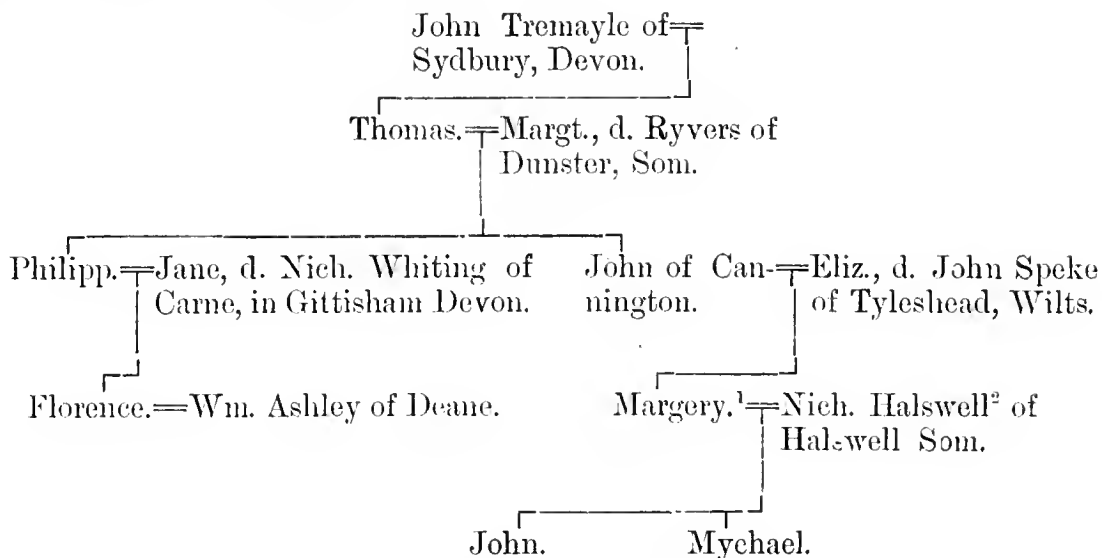 John Tremayle of
Sydbury, Devon.
Thomas.=Margt., d. Ryvers of
Dunster, Som.
Philipp.=Jane, d. Nich. Whiting of
Carne, in Gittisham Devon.
John of Can-=Eliz., d. John Speke
nington. of Tyleshead, Wilts.
Florence.=Wm. Ashley of Deane.
Margery.¹=Nich. Halswell² of
Halswell Som.
John. Mychael.